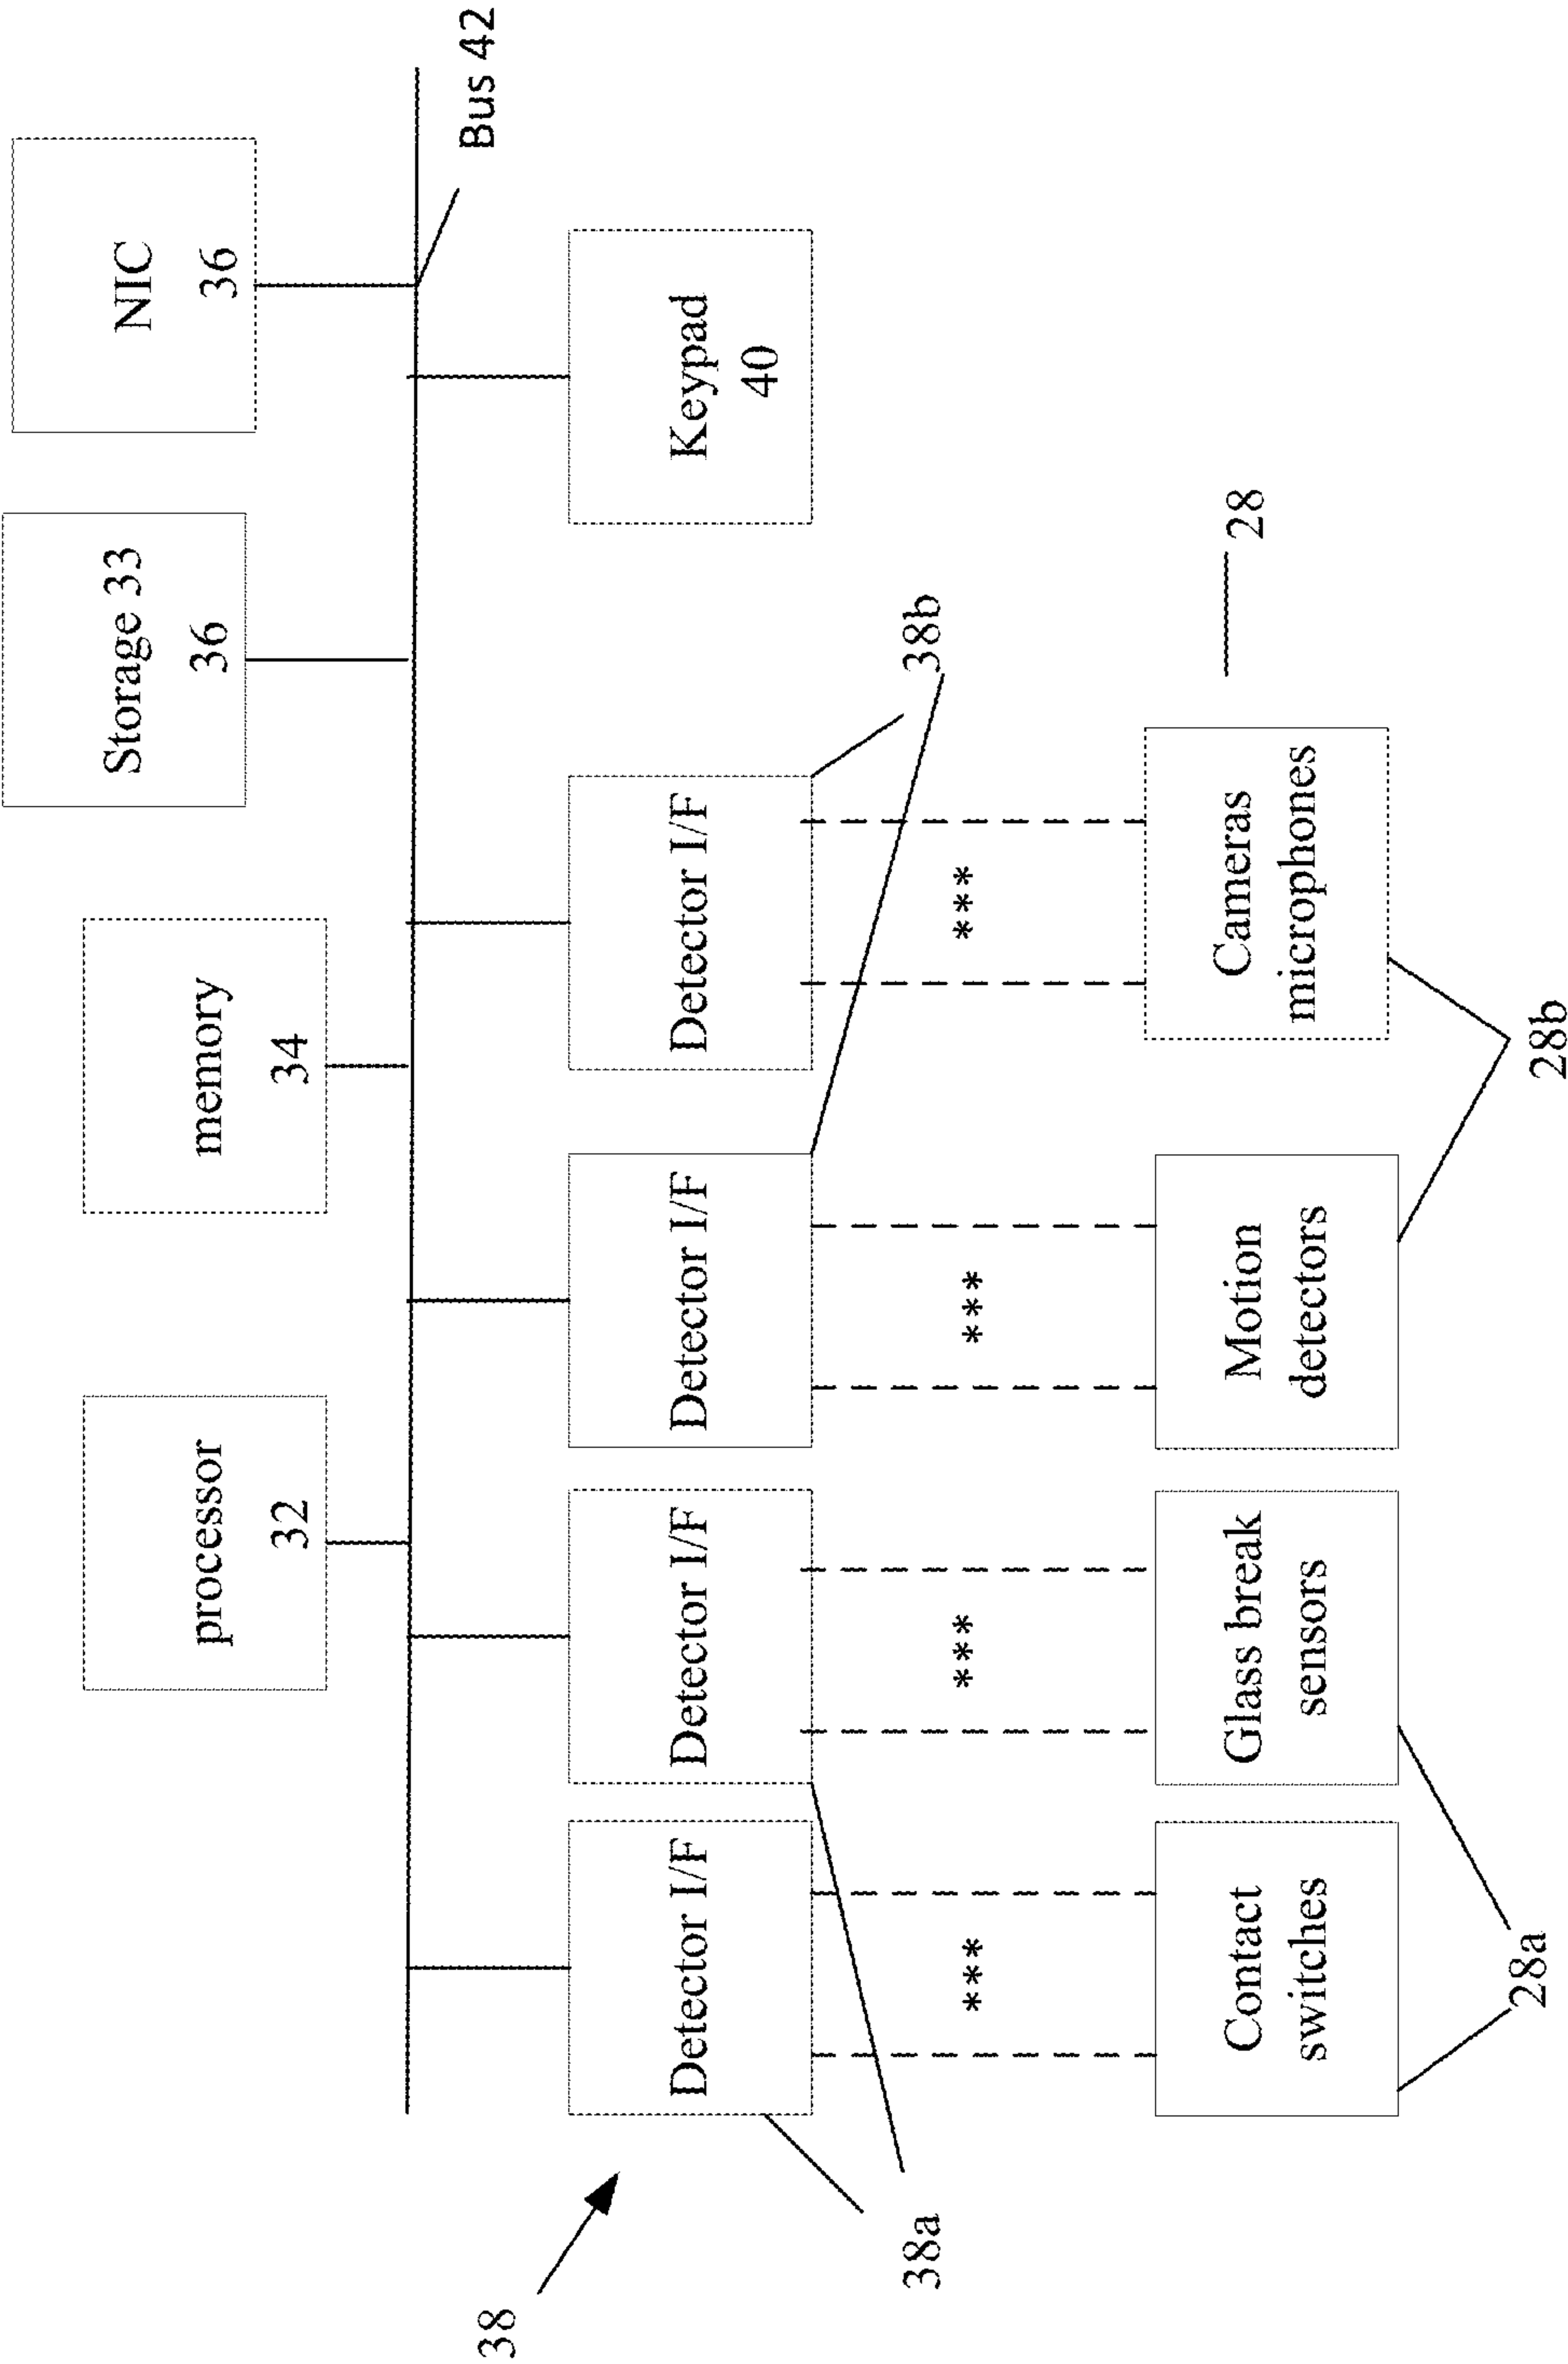 processor
32
memory
34
Storage 33
36
NIC
36
Bus 42
38
Detector I/F
Detector I/F
Detector I/F
Detector I/F
Keypad
40
38a
***
***
***
***
38b
Contact
switches
Glass break
sensors
Motion
detectors
Cameras
microphones
28
28a
28b